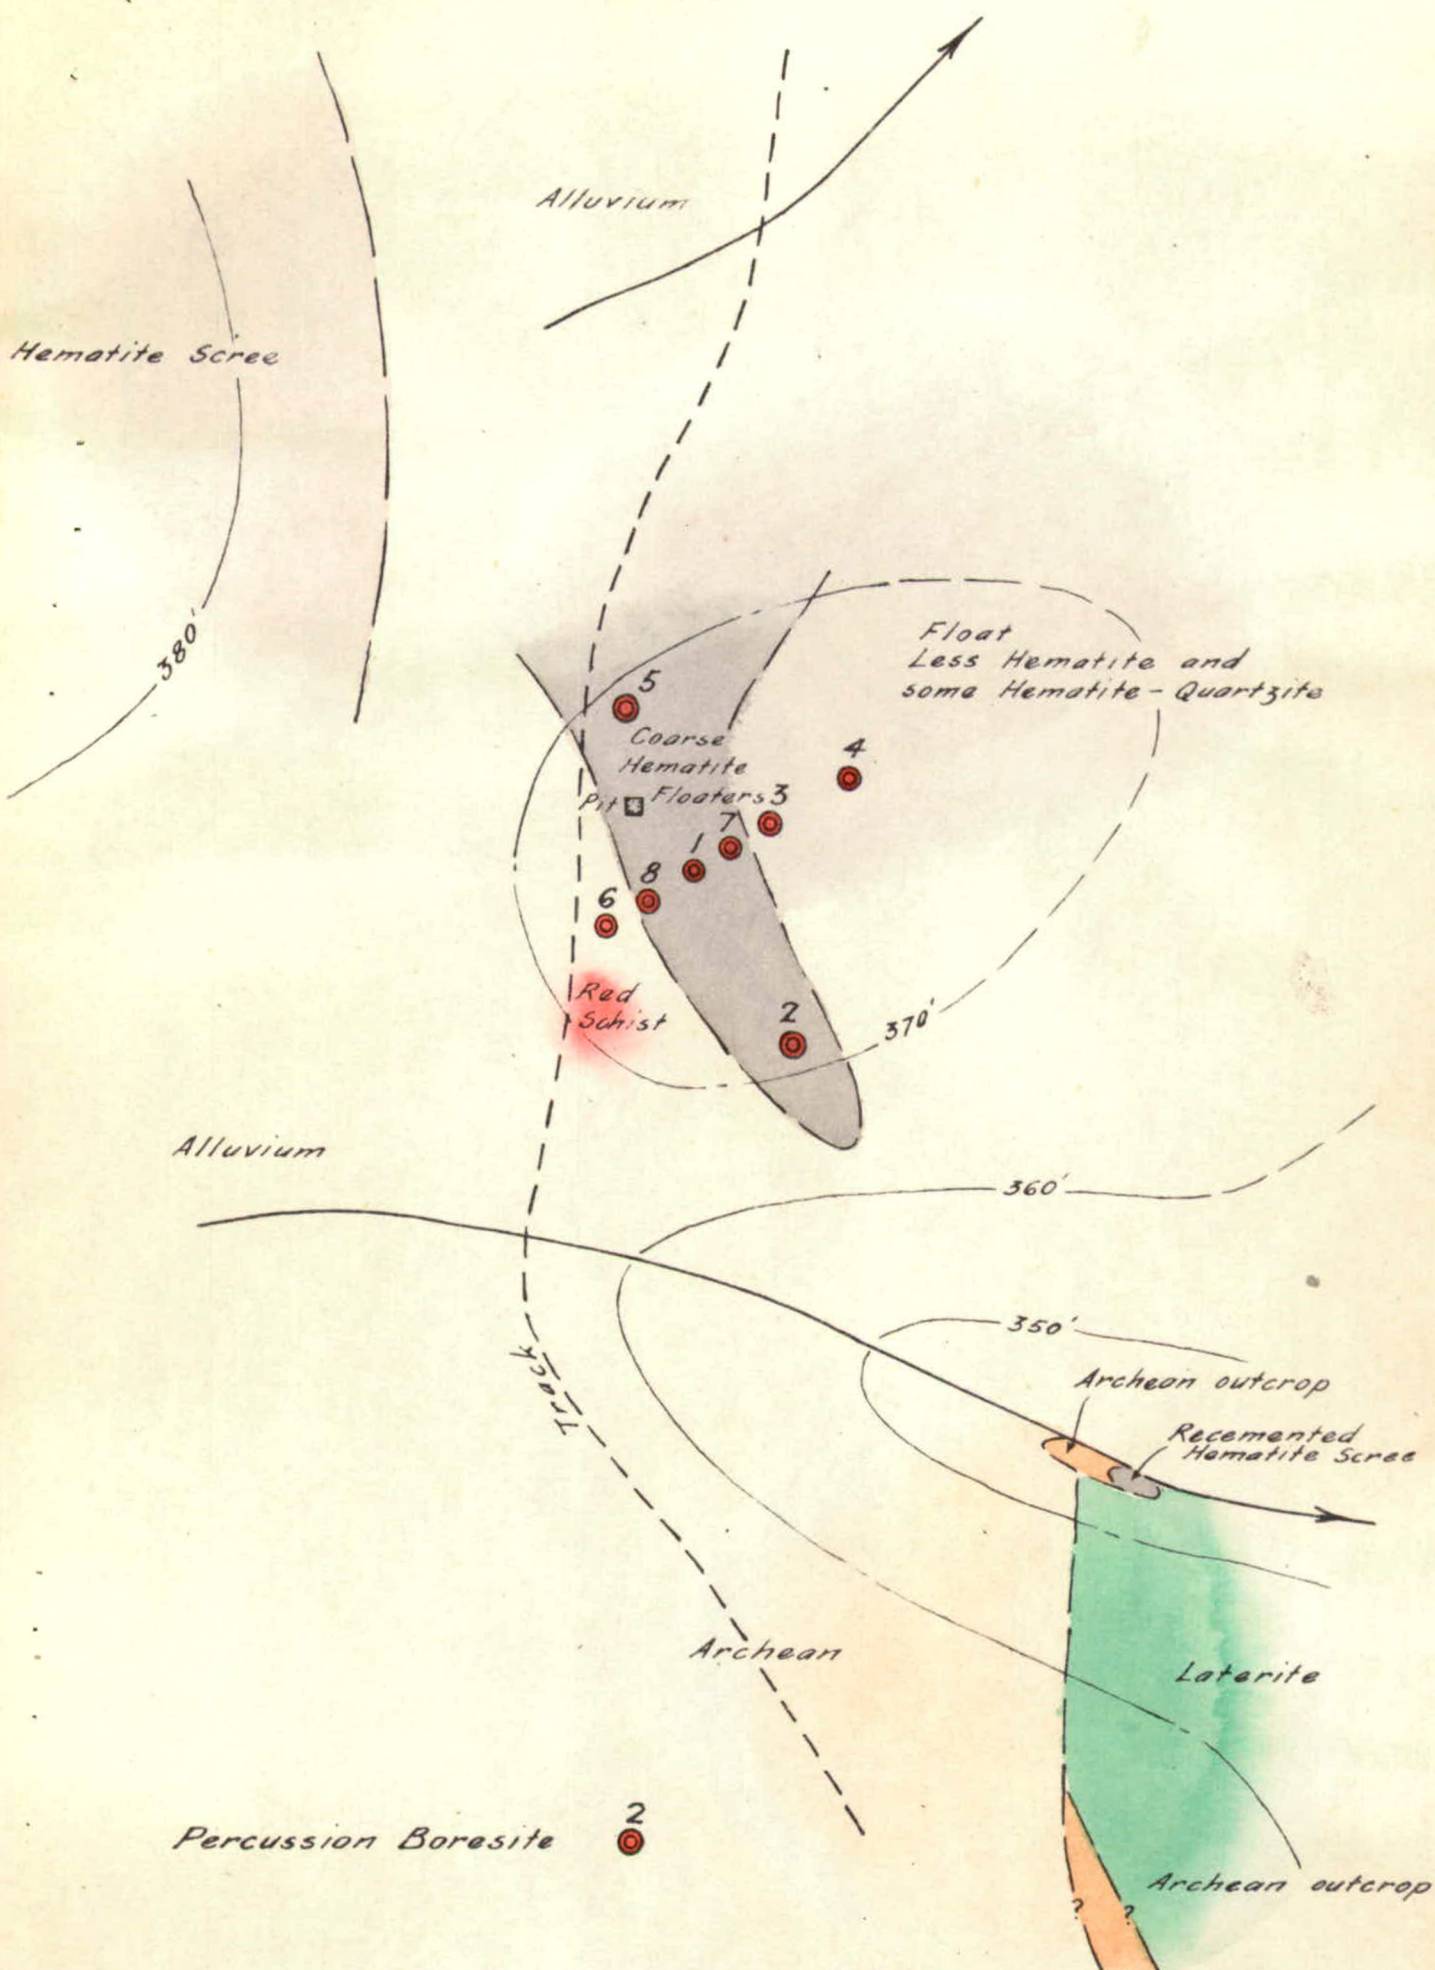 Alluvium
Hematite Scree
380'
Float
Less Hematite and
some Hematite-Quartzite
5
Coarse
Hematite
Floaters
Pit
4
3
7
1
8
6
Red
Schist
2
370'
Alluvium
360'
350'
Track
Archean outcrop
Recemented
Hematite Scree
Archean
Laterite
2
Percussion Boresite
Archean outcrop
?
?